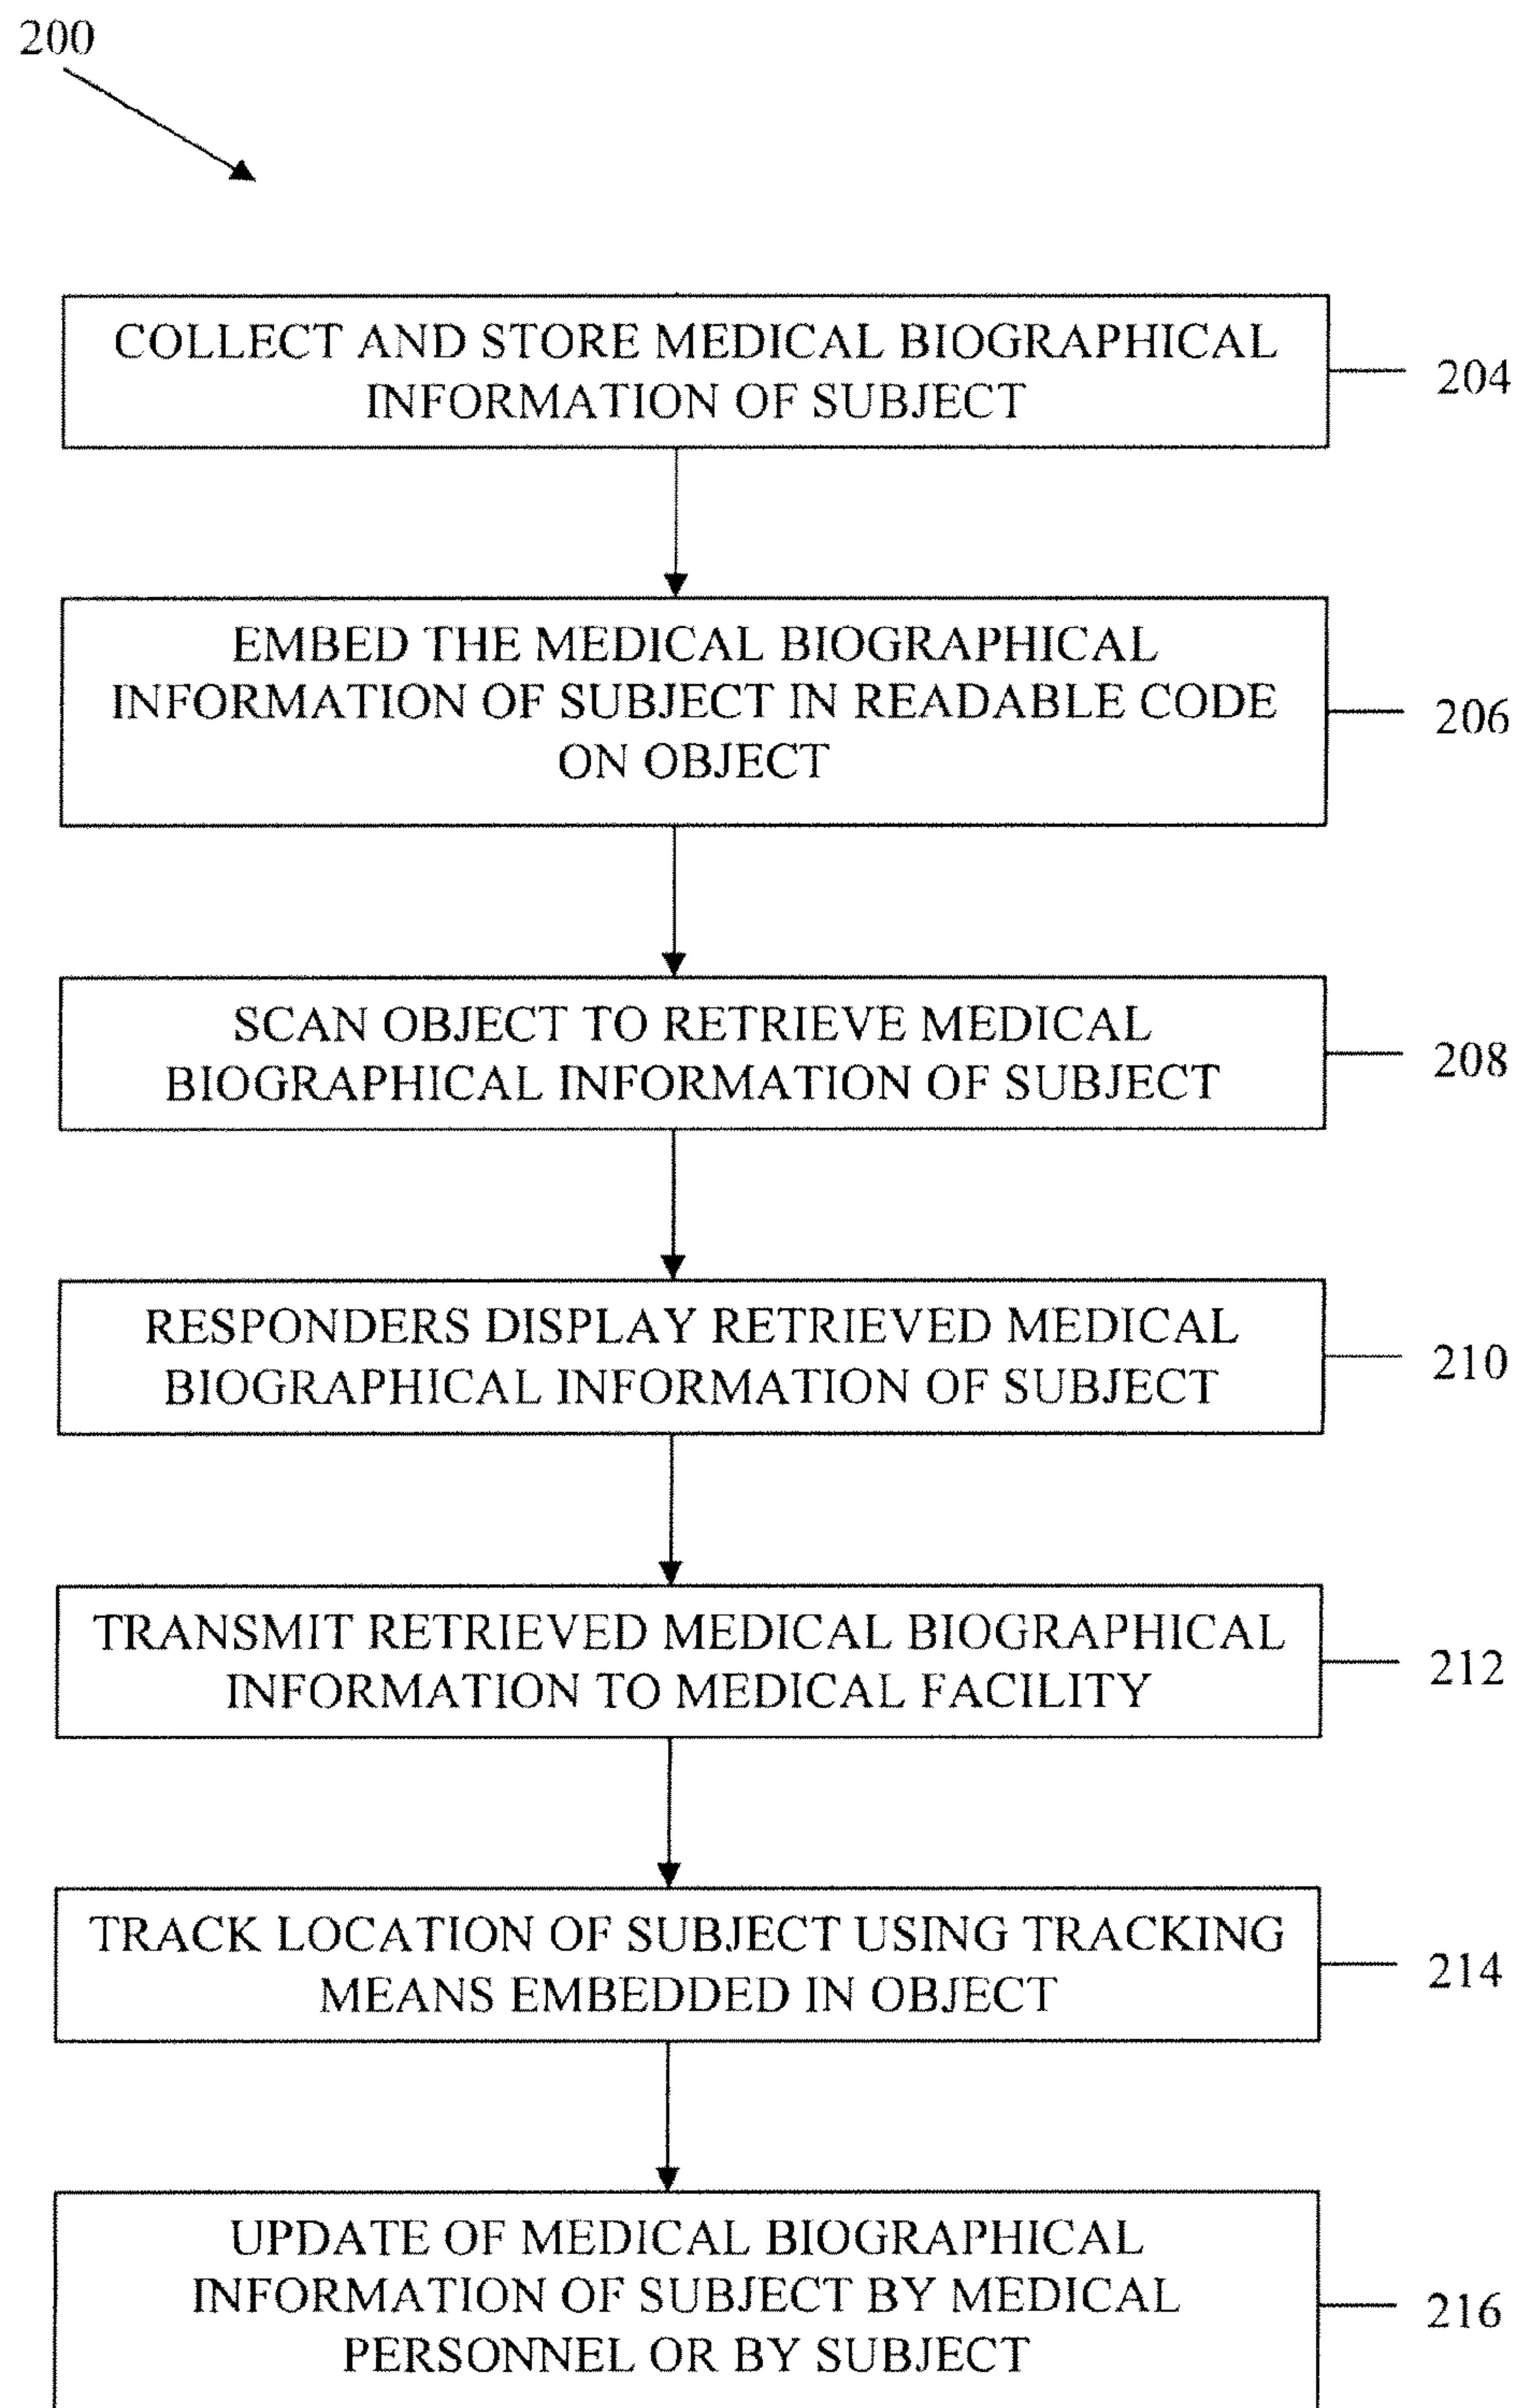 200
COLLECT AND STORE MEDICAL BIOGRAPHICAL
INFORMATION OF SUBJECT
204
EMBED THE MEDICAL BIOGRAPHICAL
INFORMATION OF SUBJECT IN READABLE CODE
ON OBJECT
206
SCAN OBJECT TO RETRIEVE MEDICAL
BIOGRAPHICAL INFORMATION OF SUBJECT
208
RESPONDERS DISPLAY RETRIEVED MEDICAL
BIOGRAPHICAL INFORMATION OF SUBJECT
210
TRANSMIT RETRIEVED MEDICAL BIOGRAPHICAL
INFORMATION TO MEDICAL FACILITY
212
TRACK LOCATION OF SUBJECT USING TRACKING
MEANS EMBEDDED IN OBJECT
214
UPDATE OF MEDICAL BIOGRAPHICAL
INFORMATION OF SUBJECT BY MEDICAL
PERSONNEL OR BY SUBJECT
216